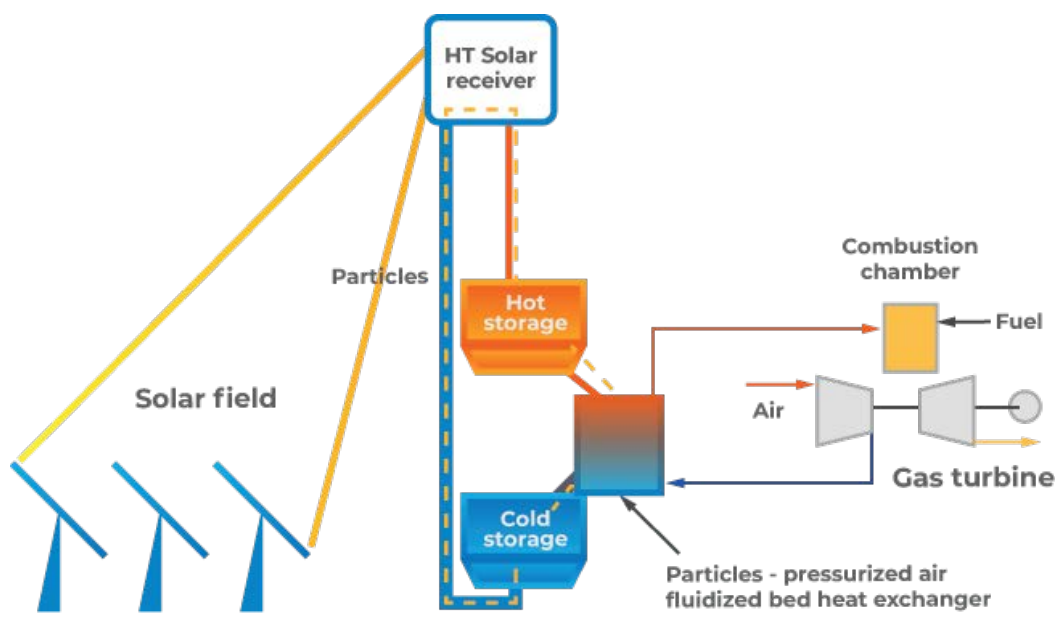 HT Solar
receiver
Combustion
chamber
Particles
Hot
storage
Fuel
Solar field
Air
Gas turbine
Cold
storage
Particles - pressurized air
fluidized bed heat exchanger